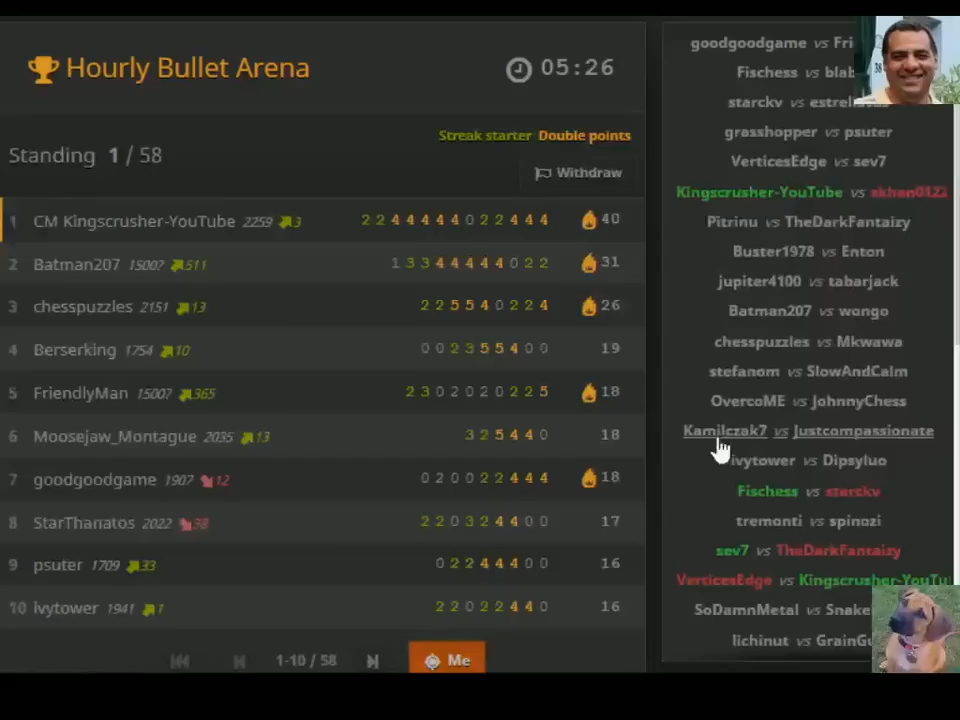 Hourly Bullet Arena
05:26
Streak starter Double points
Standing 1 / 58
Withdraw
1 CM Kingscrusher-YouTube 2259 3 2 2 4 4 4 4 4 0 2 2 4 4 4 40
2 Batman207 1500? 511 1 3 3 4 4 4 4 4 0 2 2 31
3 chesspuzzles 2151 13 2 2 5 5 4 0 2 2 4 26
4 Berserking 1754 10 0 0 2 3 5 5 4 0 0 19
5 FriendlyMan 1500? 365 2 3 0 2 0 2 0 2 2 5 18
6 Moosejaw_Montague 2035 13 3 2 5 4 4 0 18
7 goodgoodgame 1907 12 0 2 0 0 2 2 4 4 4 18
8 StarThanatos 2022 38 2 2 0 3 2 4 4 0 0 17
9 psuter 1709 33 0 2 2 4 4 4 0 0 16
10 ivytower 1941 1 2 2 0 2 2 4 4 0 16
1-10 / 58
Me
goodgoodgame vs Fri
Fischess vs blab
starckv vs
grasshopper vs psuter
VerticesEdge vs sev7
Kingscrusher-YouTube vs
Pitrinu vs TheDarkFantaizy
Buster1978 vs Enton
jupiter4100 vs tabarjack
Batman207 vs wongo
chesspuzzles vs Mkwawa
stefanom vs SlowAndCalm
OvercoME vs JohnnyChess
Kamilczak7 vs Justcompassionate
ivytower vs Dipsyluo
Fischess vs starckv
tremonti vs spinozi
sev7 vs TheDarkFantaizy
VerticesEdge vs Kingscrusher-YouTu
SoDamnMetal vs Snake
lichinut vs GrainGu